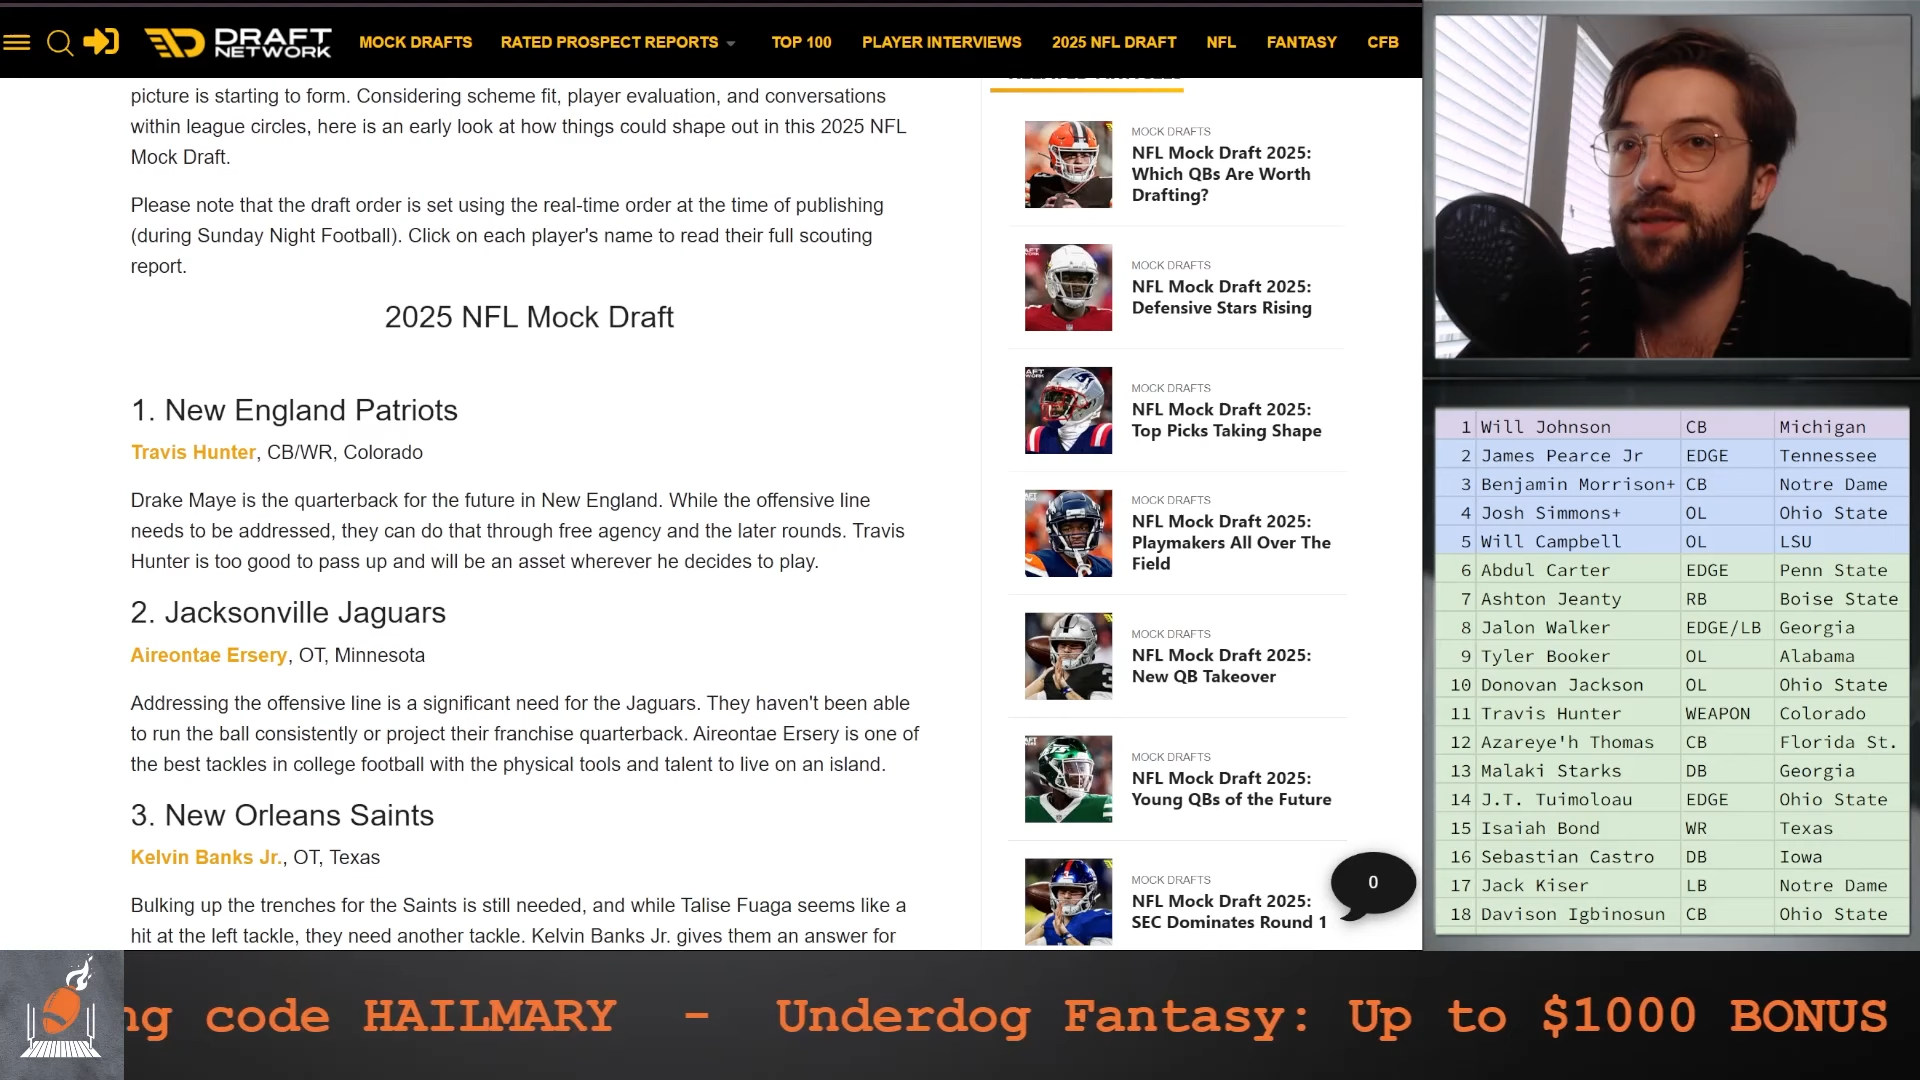 DRAFT
NETWORK
MOCK DRAFTS
RATED PROSPECT REPORTS
TOP 100
PLAYER INTERVIEWS
2025 NFL DRAFT
NFL
FANTASY
CFB
picture is starting to form. Considering scheme fit, player evaluation, and conversations
within league circles, here is an early look at how things could shape out in this 2025 NFL
Mock Draft.
Please note that the draft order is set using the real-time order at the time of publishing
(during Sunday Night Football). Click on each player's name to read their full scouting
report.
2025 NFL Mock Draft
1. New England Patriots
Travis Hunter, CB/WR, Colorado
Drake Maye is the quarterback for the future in New England. While the offensive line
needs to be addressed, they can do that through free agency and the later rounds. Travis
Hunter is too good to pass up and will be an asset wherever he decides to play.
2. Jacksonville Jaguars
Aireontae Ersery, OT, Minnesota
Addressing the offensive line is a significant need for the Jaguars. They haven't been able
to run the ball consistently or project their franchise quarterback. Aireontae Ersery is one of
the best tackles in college football with the physical tools and talent to live on an island.
3. New Orleans Saints
Kelvin Banks Jr., OT, Texas
Bulking up the trenches for the Saints is still needed, and while Talise Fuaga seems like a
hit at the left tackle, they need another tackle. Kelvin Banks Jr. gives them an answer for
MOCK DRAFTS
NFL Mock Draft 2025:
Which QBs Are Worth
Drafting?
MOCK DRAFTS
NFL Mock Draft 2025:
Defensive Stars Rising
MOCK DRAFTS
NFL Mock Draft 2025:
Top Picks Taking Shape
MOCK DRAFTS
NFL Mock Draft 2025:
Playmakers All Over The
Field
MOCK DRAFTS
NFL Mock Draft 2025:
New QB Takeover
MOCK DRAFTS
NFL Mock Draft 2025:
Young QBs of the Future
MOCK DRAFTS
NFL Mock Draft 2025:
SEC Dominates Round 1
0
1 Will Johnson CB Michigan
2 James Pearce Jr EDGE Tennessee
3 Benjamin Morrison+ CB Notre Dame
4 Josh Simmons+ OL Ohio State
5 Will Campbell OL LSU
6 Abdul Carter EDGE Penn State
7 Ashton Jeanty RB Boise State
8 Jalon Walker EDGE/LB Georgia
9 Tyler Booker OL Alabama
10 Donovan Jackson OL Ohio State
11 Travis Hunter WEAPON Colorado
12 Azareye'h Thomas CB Florida St.
13 Malaki Starks DB Georgia
14 J.T. Tuimoloau EDGE Ohio State
15 Isaiah Bond WR Texas
16 Sebastian Castro DB Iowa
17 Jack Kiser LB Notre Dame
18 Davison Igbinosun CB Ohio State
ng code HAILMARY - Underdog Fantasy: Up to $1000 BONUS